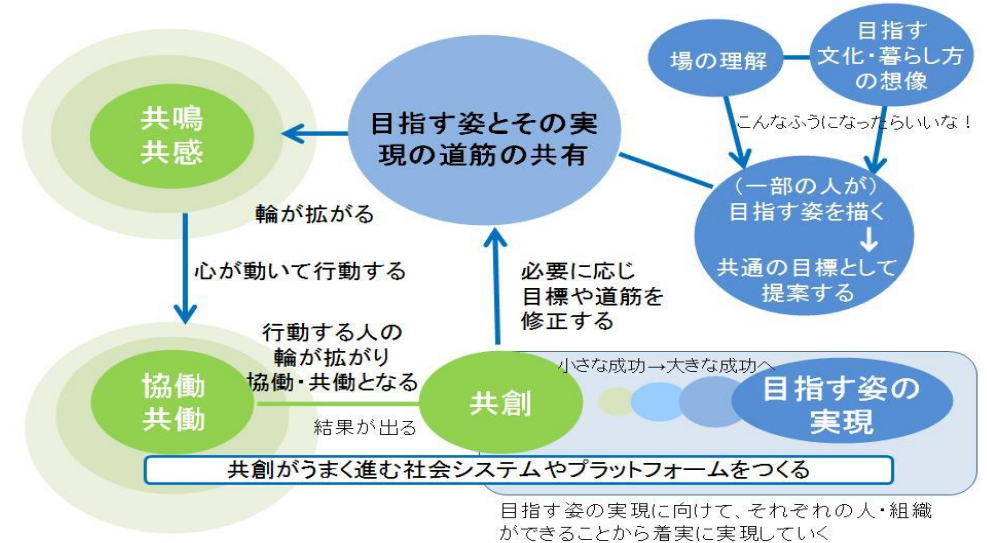 共鳴
共感
目指す姿とその実
現の道筋の共有
場の理解
目指す
文化・暮らし方
の想像
こんなふうになったらいいな！
（一部の人が）
目指す姿を描く
↓
共通の目標として
提案する
輪が拡がる
心が動いて行動する
必要に応じ
目標や道筋を
修正する
行動する人の
輪が拡がり
協働・共働となる
協働
共働
結果が出る
共創
小さな成功→大きな成功へ
目指す姿の
実現
共創がうまく進む社会システムやプラットフォームをつくる
目指す姿の実現に向けて、それぞれの人・組織
ができることから着実に実現していく